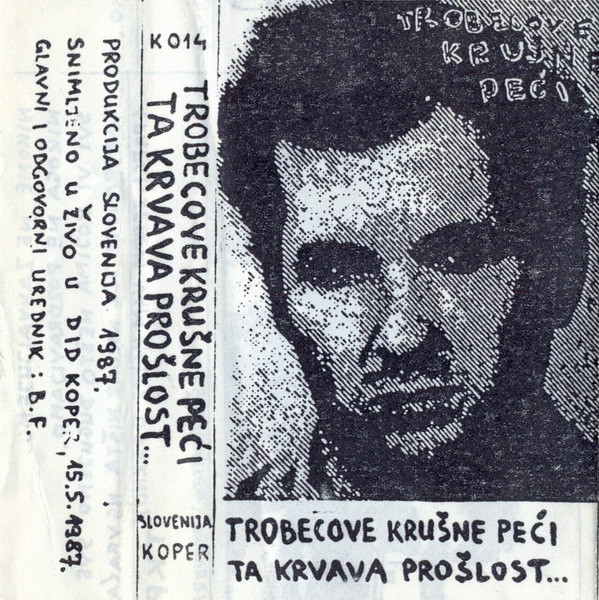 PRODUKCIJA SLOVENIJA 1987.
SNIMLJENO U ŽIVO U DID KOPER, 15.5.1987.
GLAVNI I ODGOVORNI UREDNIK : B.F.
K014
TROBECOVE KRUŠNE PEĆI
TA KRVAVA PROŠLOST...
SLOVENIJA
KOPER
TROBECOVE
KRUŠNE
PEĆI
TROBECOVE KRUŠNE PEĆI
TA KRVAVA PROŠLOST...